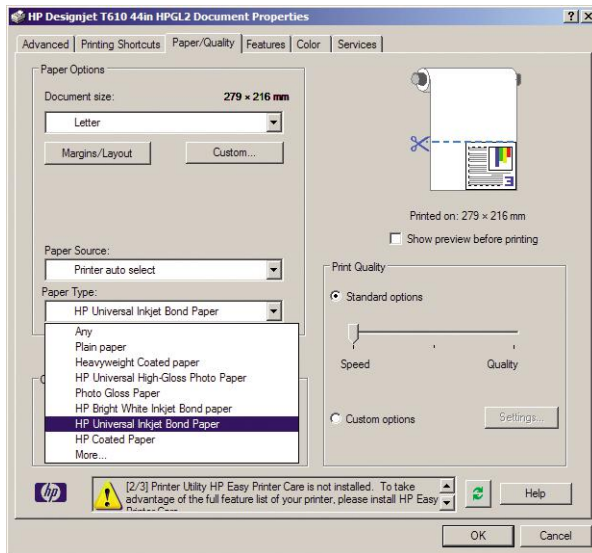 HP Designjet T610 44in HPGL2 Document Properties
Advanced
Printing Shortcuts
Paper/Quality
Features
Color
Services
Paper Options
Document size:
279 × 216 mm
Letter
Margins/Layout
Custom...
Printed on: 279 × 216 mm
Show preview before printing
Paper Source:
Printer auto select
Paper Type:
HP Universal Inkjet Bond Paper
Any
Plain paper
Heavyweight Coated paper
HP Universal High-Gloss Photo Paper
Photo Gloss Paper
HP Bright White Inkjet Bond paper
HP Universal Inkjet Bond Paper
HP Coated Paper
More...
Print Quality
Standard options
Speed
Quality
Custom options
Settings...
hp
[2/3] Printer Utility HP Easy Printer Care is not installed. To take
advantage of the full feature list of your printer, please install HP Easy
Printer Care
Help
OK
Cancel